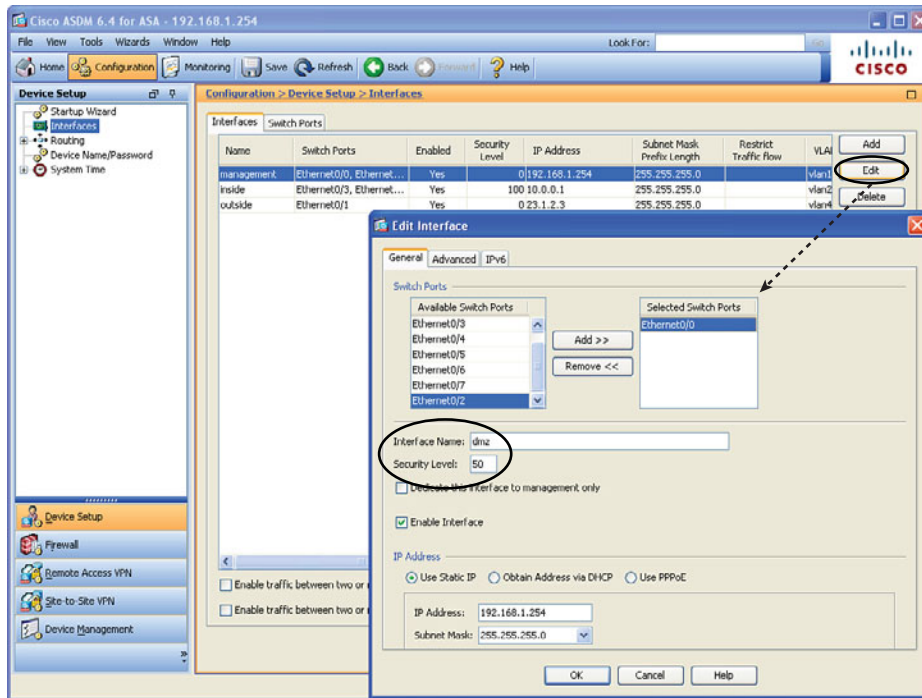 Cisco ASDM 6.4 for ASA - 192.168.1.254
File View Tools Wizards Window Help Look For: Go
Home Configuration Monitoring Save Refresh Back Forward Help
CISCO
Device Setup
Startup Wizard
Interfaces
Routing
Device Name/Password
System Time
Device Setup
Firewall
Remote Access VPN
Site-to-Site VPN
Device Management
Configuration > Device Setup > Interfaces
Interfaces Switch Ports
Name Switch Ports Enabled Security Level IP Address Subnet Mask Prefix Length Restrict Traffic flow VLA
management Ethernet0/0, Ethernet... Yes 0 192.168.1.254 255.255.255.0 vlan1
inside Ethernet0/3, Ethernet... Yes 100 10.0.0.1 255.255.255.0 vlan2
outside Ethernet0/1 Yes 0 23.1.2.3 255.255.255.0 vlan4
Add
Edit
Delete
Enable traffic between two or
Enable traffic between two or
Edit Interface
General Advanced IPv6
Switch Ports
Available Switch Ports
Ethernet0/3
Ethernet0/4
Ethernet0/5
Ethernet0/6
Ethernet0/7
Ethernet0/2
Add >>
Remove <<
Selected Switch Ports
Ethernet0/0
Interface Name: dmz
Security Level: 50
Dedicate this interface to management only
Enable Interface
IP Address
Use Static IP Obtain Address via DHCP Use PPPoE
IP Address: 192.168.1.254
Subnet Mask: 255.255.255.0
OK Cancel Help